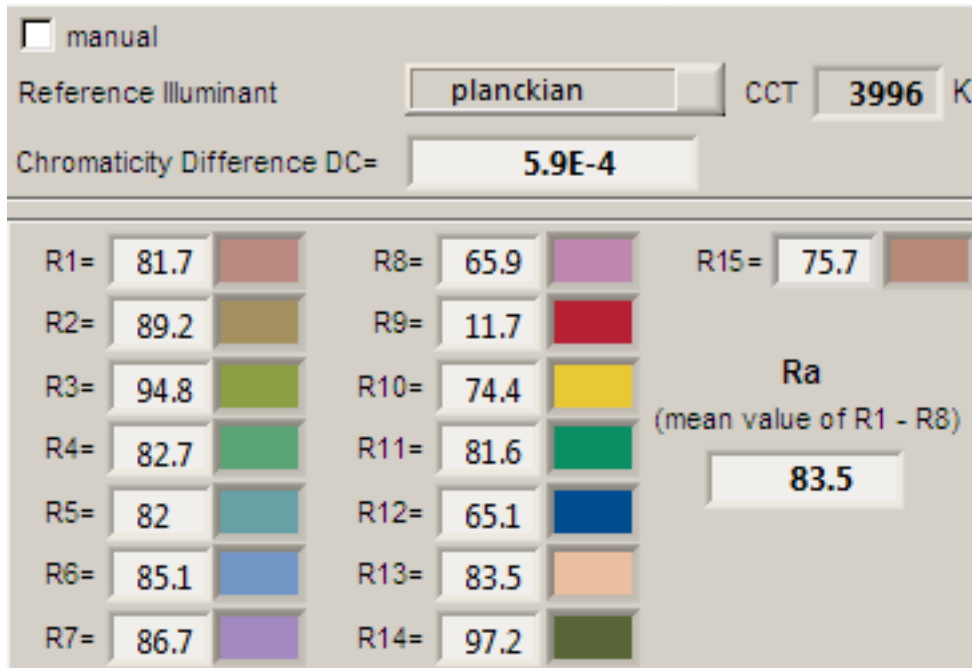 manual
Reference Illuminant planckian CCT 3996 K
Chromaticity Difference DC= 5.9E-4
R1= 81.7 R8= 65.9 R15= 75.7
R2= 89.2 R9= 11.7
R3= 94.8 R10= 74.4 Ra
(mean value of R1 - R8)
R4= 82.7 R11= 81.6
83.5
R5= 82 R12= 65.1
R6= 85.1 R13= 83.5
R7= 86.7 R14= 97.2